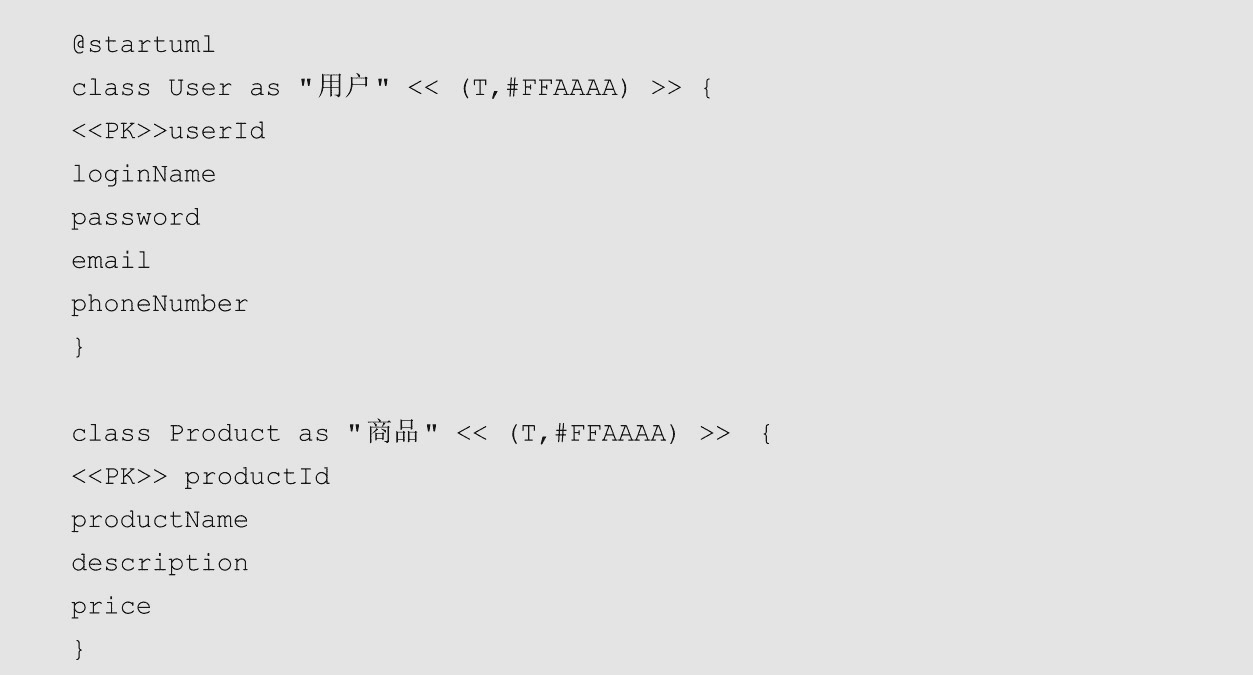 @startuml
class User as "用户" << (T,#FFAAAA) >> {
<<PK>>userId
loginName
password
email
phoneNumber
}
class Product as "商品" << (T,#FFAAAA) >>  {
<<PK>> productId
productName
description
price
}